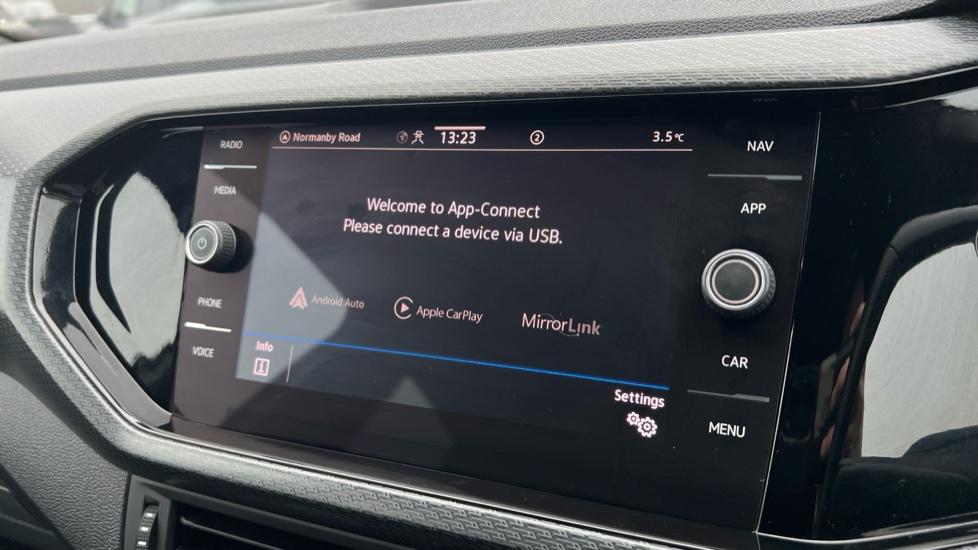 RADIO
MEDIA
PHONE
VOICE
Normanby Road
13:23
2
3.5°C
Welcome to App-Connect
Please connect a device via USB.
Android Auto
Apple CarPlay
MirrorLink
Info
i
Settings
NAV
APP
CAR
MENU